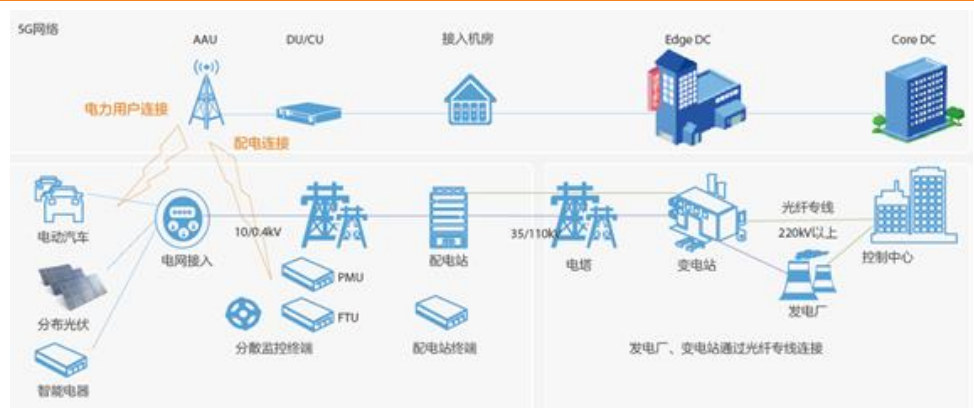 5G网络
AAU
DU/CU
接入机房
Edge DC
Core DC
电力用户连接
配电连接
电动汽车
电网接入
10/0.4kV
配电站
35/110kV
电塔
变电站
光纤专线
220kV以上
控制中心
PMU
发电厂
分布光伏
FTU
分散监控终端
配电站终端
发电厂、变电站通过光纤专线连接
智能电器